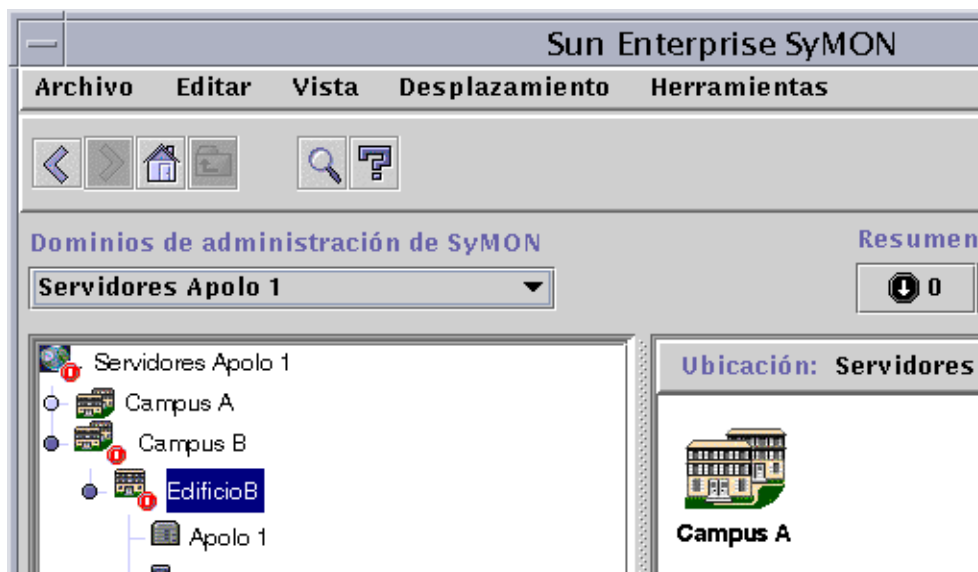 Sun Enterprise SyMON
Archivo Editar Vista Desplazamiento Herramientas
Dominios de administración de SyMON
Resumen
Servidores Apolo 1
0
Servidores Apolo 1
Campus A
Campus B
EdificioB
Apolo 1
Ubicación: Servidores
Campus A